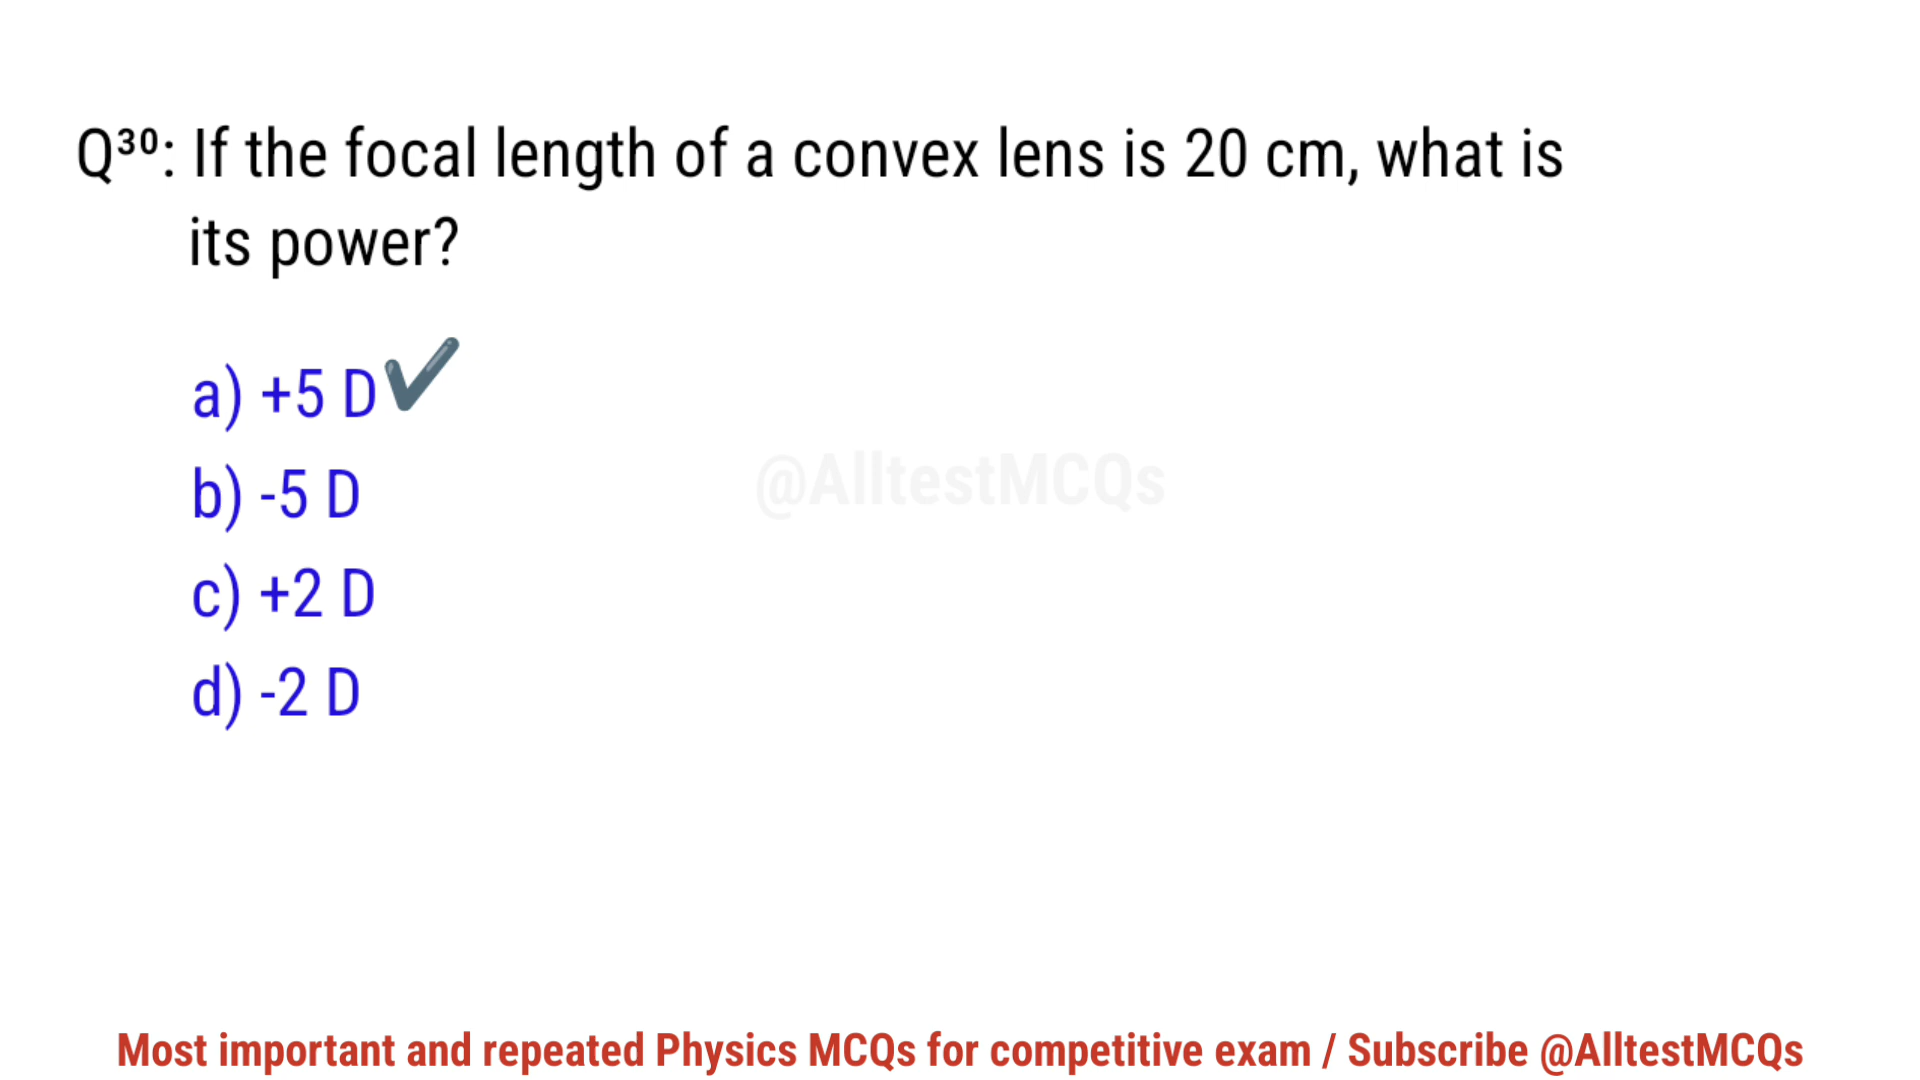 Q³⁰: If the focal length of a convex lens is 20 cm, what is
its power?
a) +5 D✔
b) -5 D
@AlltestMCQs
c) +2 D
d) -2 D
Most important and repeated Physics MCQs for competitive exam / Subscribe @AlltestMCQs